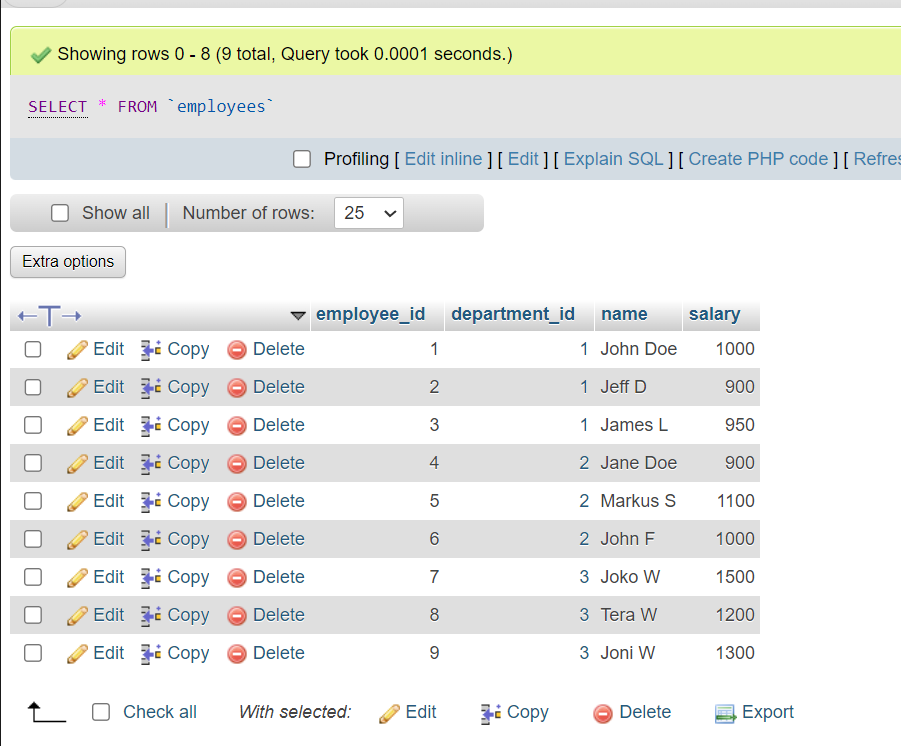 Showing rows 0 - 8 (9 total, Query took 0.0001 seconds.)
SELECT * FROM `employees`
Profiling [ Edit inline ] [ Edit ] [ Explain SQL ] [ Create PHP code ] [ Refres
Show all Number of rows: 25
Extra options
employee_id department_id name salary
Edit Copy Delete 1 1 John Doe 1000
Edit Copy Delete 2 1 Jeff D 900
Edit Copy Delete 3 1 James L 950
Edit Copy Delete 4 2 Jane Doe 900
Edit Copy Delete 5 2 Markus S 1100
Edit Copy Delete 6 2 John F 1000
Edit Copy Delete 7 3 Joko W 1500
Edit Copy Delete 8 3 Tera W 1200
Edit Copy Delete 9 3 Joni W 1300
Check all With selected: Edit Copy Delete Export